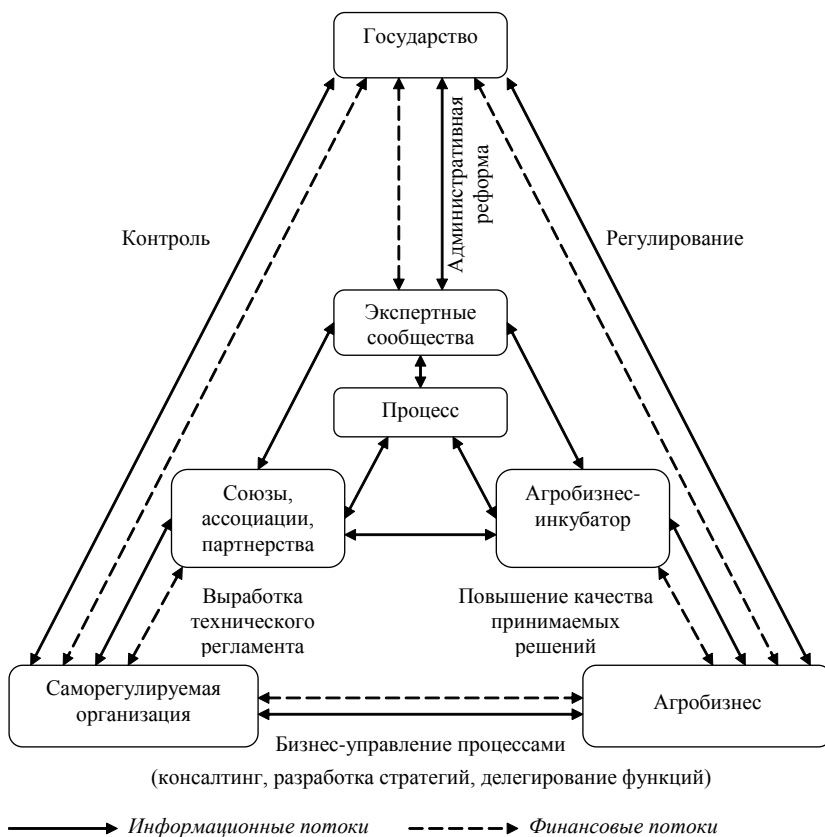 Государство
Административная
реформа
Контроль
Регулирование
Экспертные
сообщества
Процесс
Союзы,
ассоциации,
партнерства
Агробизнес-
инкубатор
Выработка
технического
регламента
Повышение качества
принимаемых
решений
Саморегулируемая
организация
Агробизнес
Бизнес-управление процессами
(консалтинг, разработка стратегий, делегирование функций)
Информационные потоки
Финансовые потоки